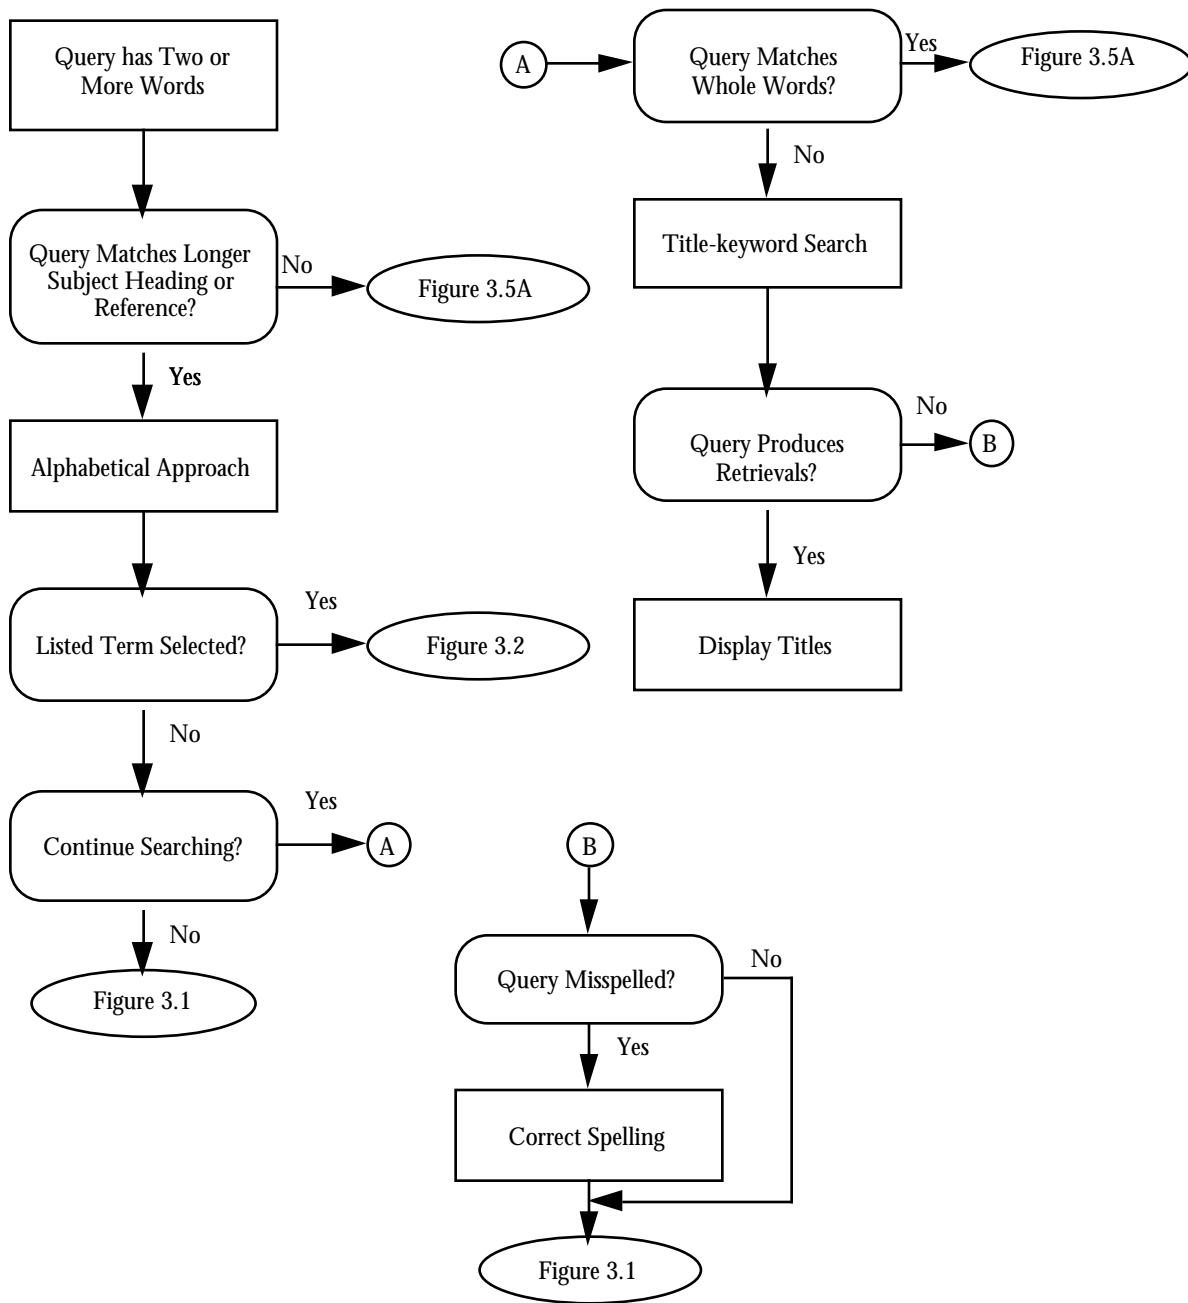 Query has Two or
More Words
Query Matches Longer
Subject Heading or
Reference?
No
Figure 3.5A
Yes
Alphabetical Approach
Listed Term Selected?
Yes
Figure 3.2
No
Continue Searching?
Yes
A
No
Figure 3.1
A
Query Matches
Whole Words?
Yes
Figure 3.5A
No
Title-keyword Search
Query Produces
Retrievals?
No
B
Yes
Display Titles
B
Query Misspelled?
No
Yes
Correct Spelling
Figure 3.1